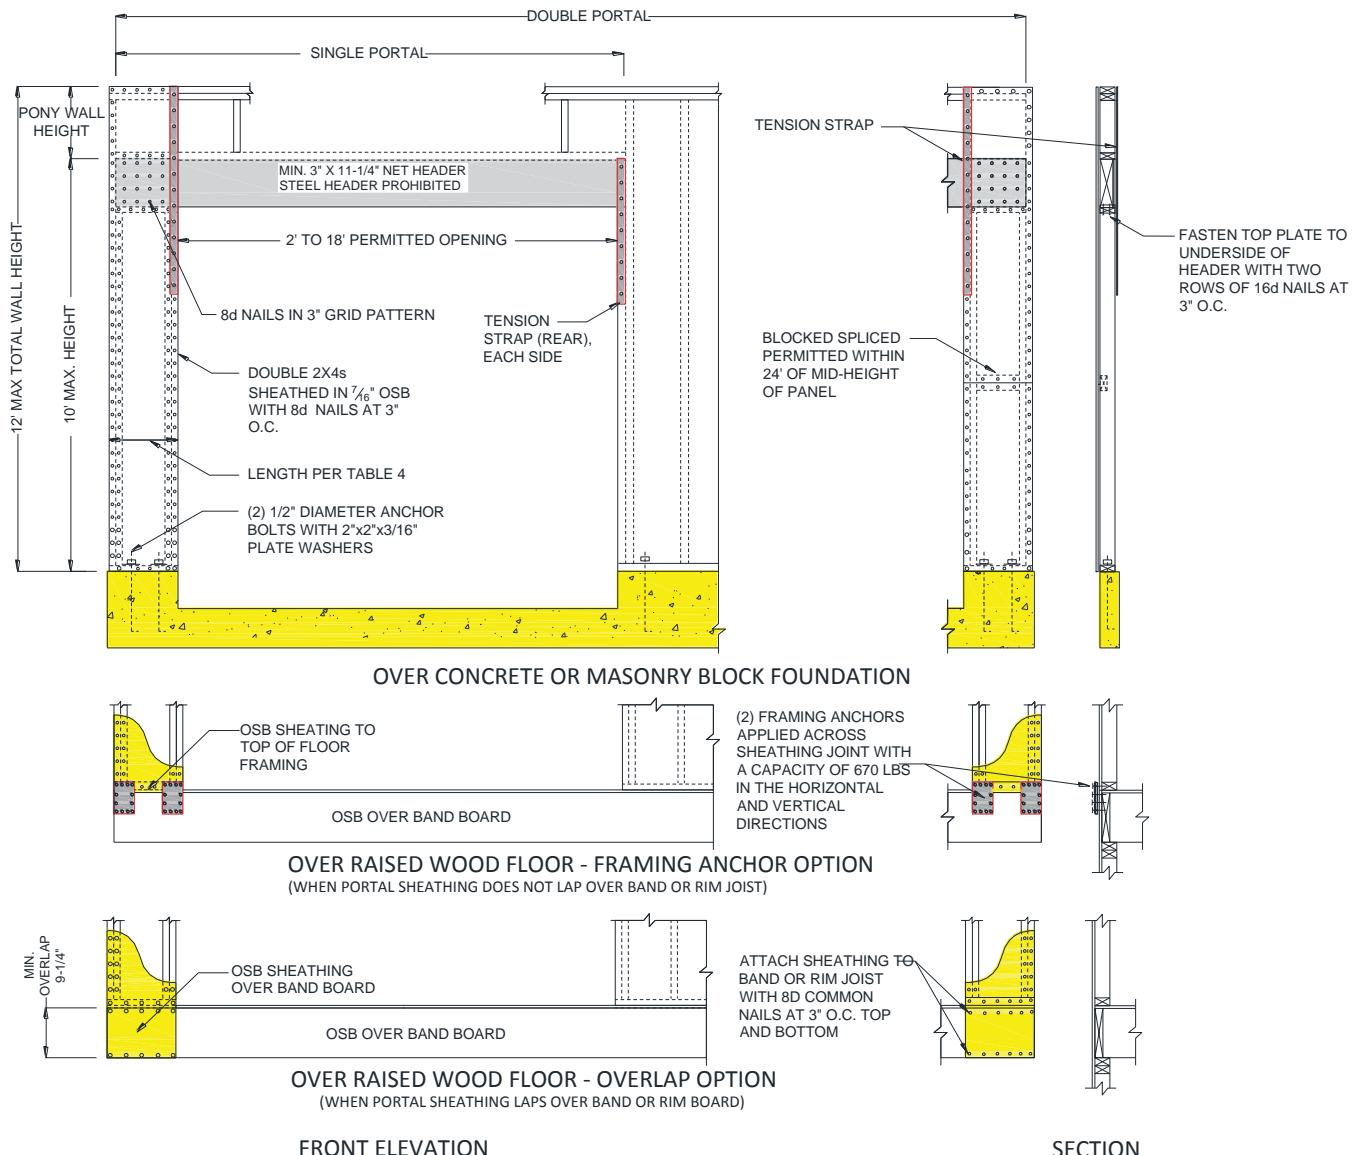 DOUBLE PORTAL
SINGLE PORTAL
PONY WALL
HEIGHT
TENSION STRAP
MIN. 3" X 11-1/4" NET HEADER
STEEL HEADER PROHIBITED
12' MAX TOTAL WALL HEIGHT
10' MAX. HEIGHT
2' TO 18' PERMITTED OPENING
FASTEN TOP PLATE TO
UNDERSIDE OF
HEADER WITH TWO
ROWS OF 16d NAILS AT
3" O.C.
8d NAILS IN 3" GRID PATTERN
TENSION
STRAP (REAR),
EACH SIDE
BLOCKED SPLICED
PERMITTED WITHIN
24' OF MID-HEIGHT
OF PANEL
DOUBLE 2X4s
SHEATHED IN 7/16" OSB
WITH 8d NAILS AT 3"
O.C.
LENGTH PER TABLE 4
(2) 1/2" DIAMETER ANCHOR
BOLTS WITH 2"x2"x3/16"
PLATE WASHERS
OVER CONCRETE OR MASONRY BLOCK FOUNDATION
OSB SHEATING TO
TOP OF FLOOR
FRAMING
(2) FRAMING ANCHORS
APPLIED ACROSS
SHEATHING JOINT WITH
A CAPACITY OF 670 LBS
IN THE HORIZONTAL
AND VERTICAL
DIRECTIONS
OSB OVER BAND BOARD
OVER RAISED WOOD FLOOR - FRAMING ANCHOR OPTION
(WHEN PORTAL SHEATHING DOES NOT LAP OVER BAND OR RIM JOIST)
MIN.
OVERLAP
9-1/4"
OSB SHEATHING
OVER BAND BOARD
OSB OVER BAND BOARD
ATTACH SHEATHING TO
BAND OR RIM JOIST
WITH 8D COMMON
NAILS AT 3" O.C. TOP
AND BOTTOM
OVER RAISED WOOD FLOOR - OVERLAP OPTION
(WHEN PORTAL SHEATHING LAPS OVER BAND OR RIM BOARD)
FRONT ELEVATION
SECTION